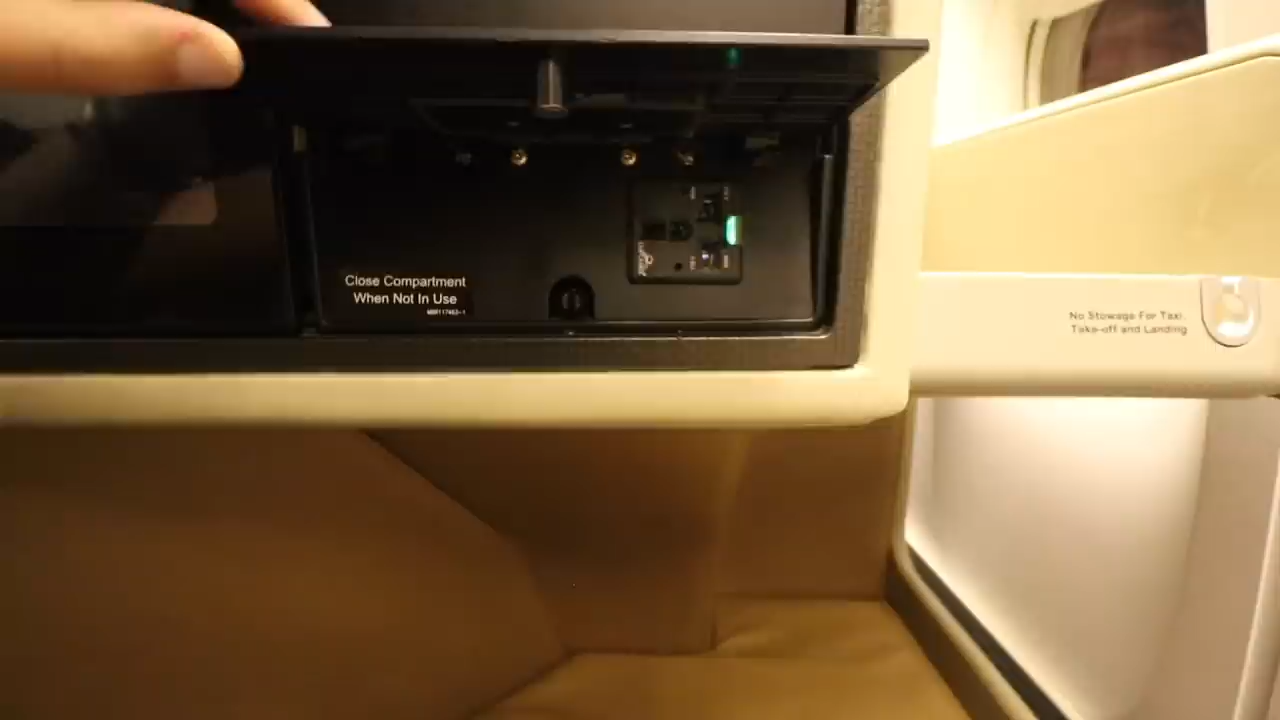 Close Compartment
When Not In Use
No Stowage For Taxi,
Take-off and Landing